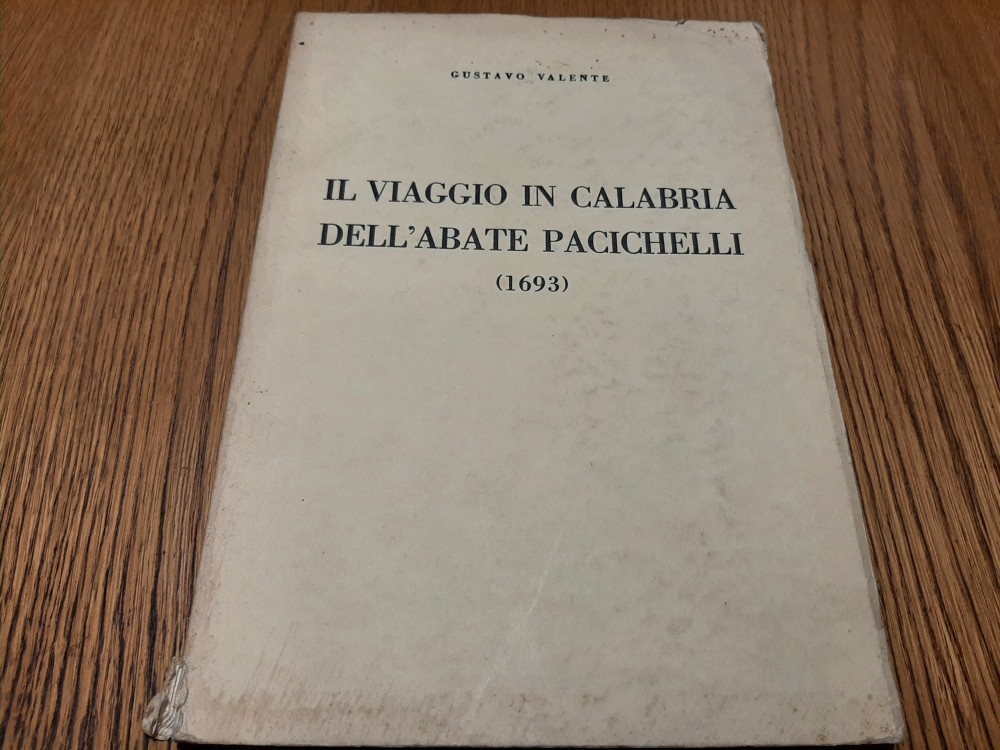 GUSTAVO VALENTE
IL VIAGGIO IN CALABRIA
DELL'ABATE PACICHELLI
(1693)